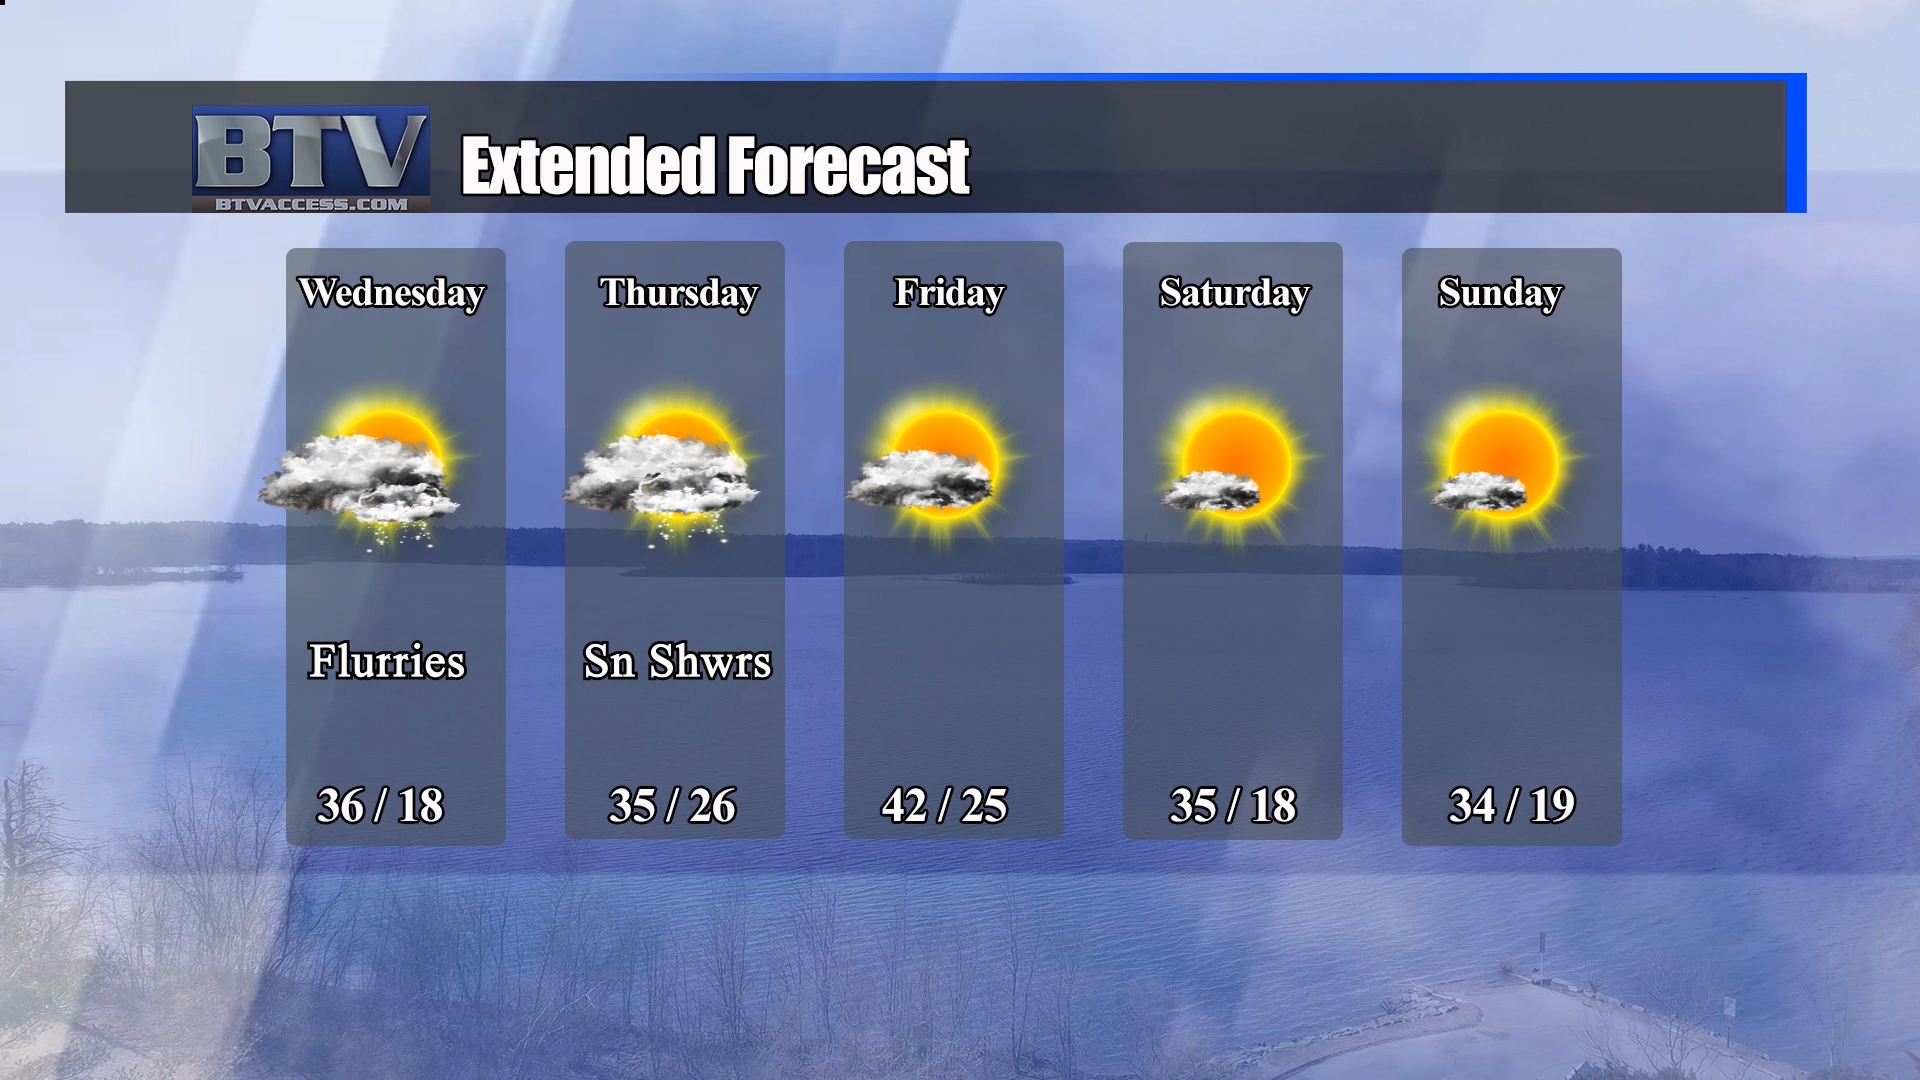 BTV
BTVACCESS.COM
Extended Forecast
Wednesday
Flurries
36 / 18
Thursday
Sn Shwrs
35 / 26
Friday
42 / 25
Saturday
35 / 18
Sunday
34 / 19